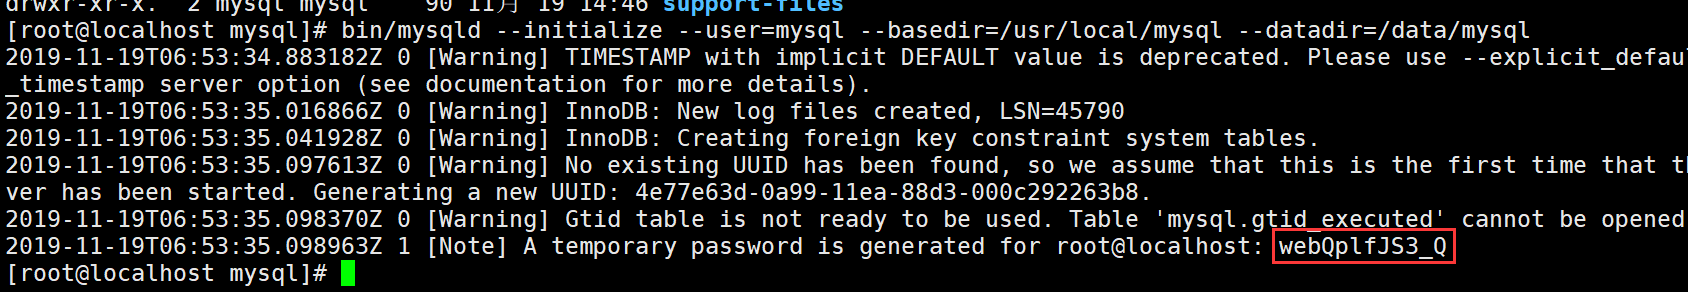 drwxr-xr-x.  2 mysql mysql    90 11月 19 14:46 support-files
[root@localhost mysql]# bin/mysqld --initialize --user=mysql --basedir=/usr/local/mysql --datadir=/data/mysql
2019-11-19T06:53:34.883182Z 0 [Warning] TIMESTAMP with implicit DEFAULT value is deprecated. Please use --explicit_defau
_timestamp server option (see documentation for more details).
2019-11-19T06:53:35.016866Z 0 [Warning] InnoDB: New log files created, LSN=45790
2019-11-19T06:53:35.041928Z 0 [Warning] InnoDB: Creating foreign key constraint system tables.
2019-11-19T06:53:35.097613Z 0 [Warning] No existing UUID has been found, so we assume that this is the first time that th
ver has been started. Generating a new UUID: 4e77e63d-0a99-11ea-88d3-000c292263b8.
2019-11-19T06:53:35.098370Z 0 [Warning] Gtid table is not ready to be used. Table 'mysql.gtid_executed' cannot be opened
2019-11-19T06:53:35.098963Z 1 [Note] A temporary password is generated for root@localhost: webQplfJS3_Q
[root@localhost mysql]#